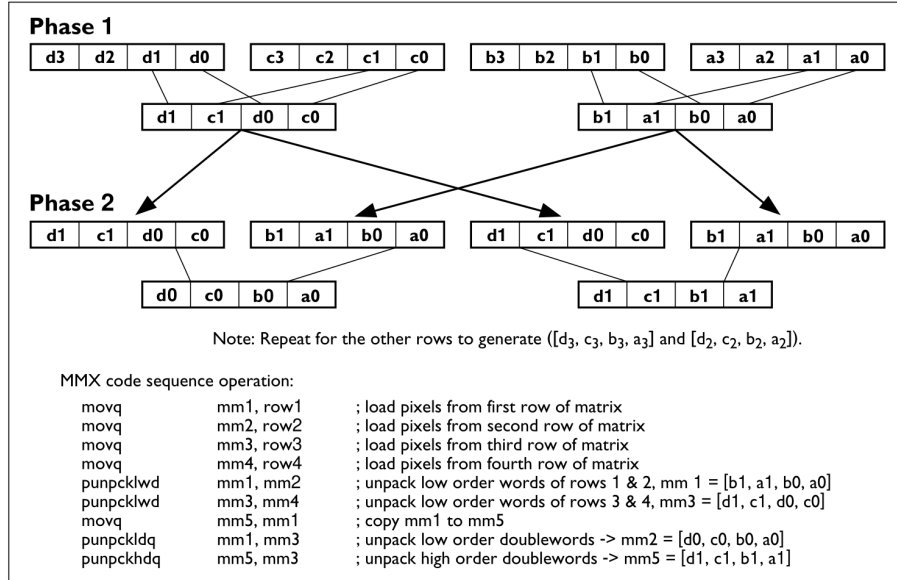 Phase 1
d3 d2 d1 d0 c3 c2 c1 c0 b3 b2 b1 b0 a3 a2 a1 a0
d1 c1 d0 c0 b1 a1 b0 a0
Phase 2
d1 c1 d0 c0 b1 a1 b0 a0 d1 c1 d0 c0 b1 a1 b0 a0
d0 c0 b0 a0 d1 c1 b1 a1
Note: Repeat for the other rows to generate ([d₃, c₃, b₃, a₃] and [d₂, c₂, b₂, a₂]).
MMX code sequence operation:
movq mm1, row1 ; load pixels from first row of matrix
movq mm2, row2 ; load pixels from second row of matrix
movq mm3, row3 ; load pixels from third row of matrix
movq mm4, row4 ; load pixels from fourth row of matrix
punpcklwd mm1, mm2 ; unpack low order words of rows 1 & 2, mm 1 = [b1, a1, b0, a0]
punpcklwd mm3, mm4 ; unpack low order words of rows 3 & 4, mm3 = [d1, c1, d0, c0]
movq mm5, mm1 ; copy mm1 to mm5
punpckldq mm1, mm3 ; unpack low order doublewords -> mm2 = [d0, c0, b0, a0]
punpckhdq mm5, mm3 ; unpack high order doublewords -> mm5 = [d1, c1, b1, a1]